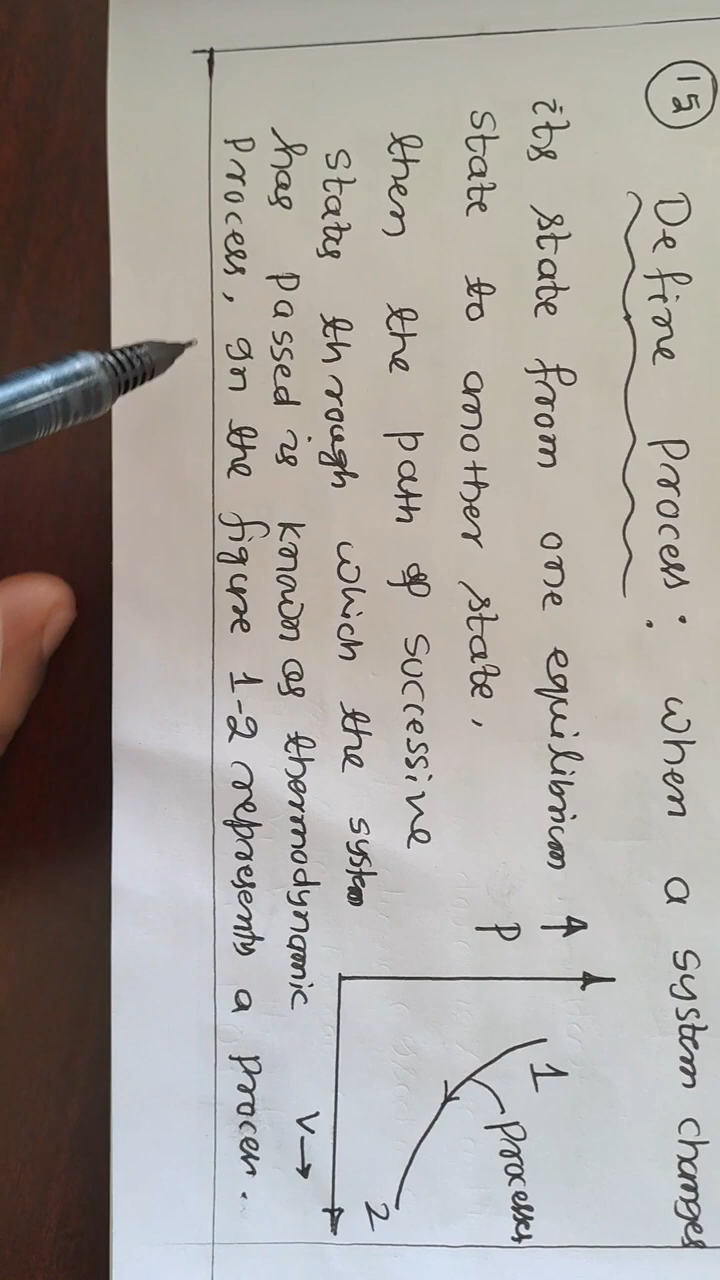 15 Define Process: when a system changes
its state from one equilibrium
state to another state,
then the path of successive
states through which the system
has passed is known as thermodynamic
Process, In the figure 1-2 represents a Process.
P
1
Processes
2
V→